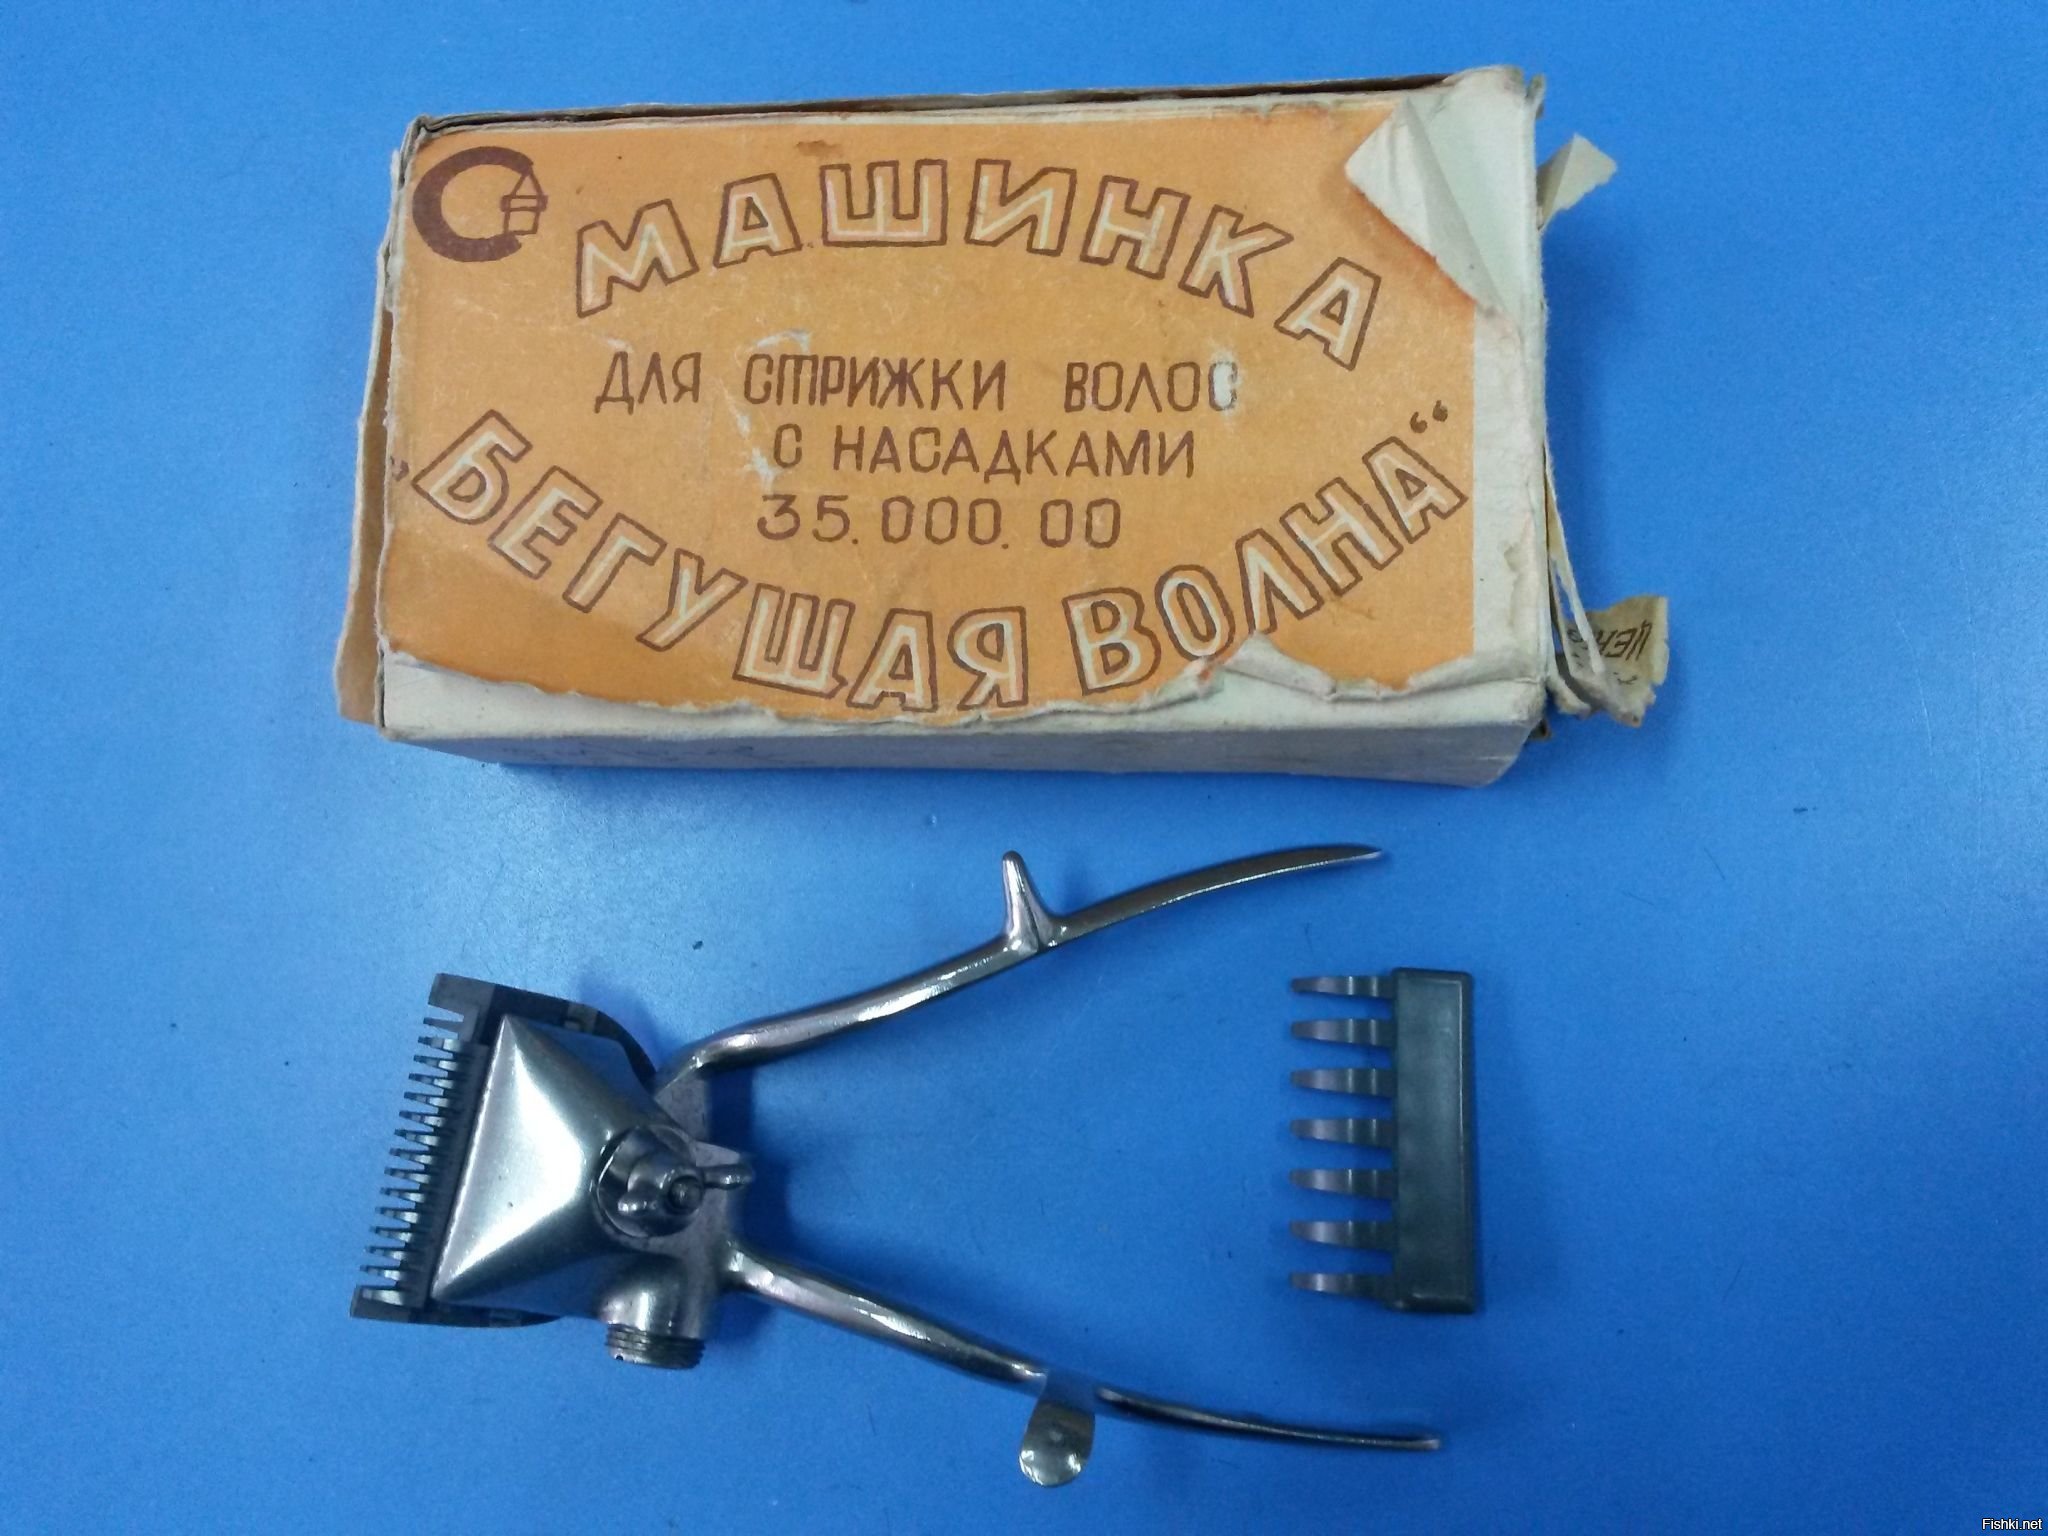 МАШИНКА
ДЛЯ СТРИЖКИ ВОЛОС
С НАСАДКАМИ
35.000.00
„БЕГУЩАЯ ВОЛНА“
Fishki.net